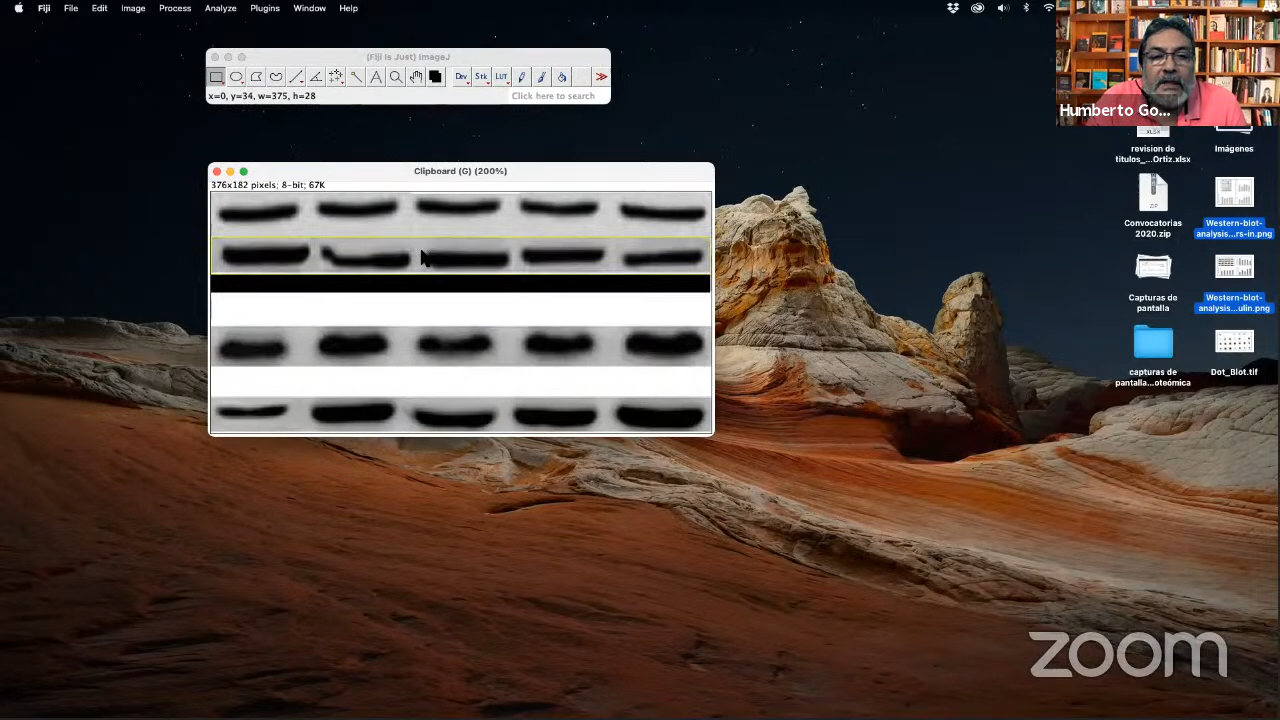 Fiji File Edit Image Process Analyze Plugins Window Help
(Fiji Is Just) ImageJ
Dev Stk LUT
x=0, y=34, w=375, h=28
Click here to search
Clipboard (G) (200%)
376x182 pixels; 8-bit; 67K
Humberto Go...
revision de
titulos_...Ortiz.xlsx
Imágenes
ZIP
Convocatorias
2020.zip
Western-blot-
analysis...rs-in.png
Capturas de
pantalla
Western-blot-
analysis...ulin.png
capturas de
pantalla...oteómica
Dot_Blot.tif
zoom